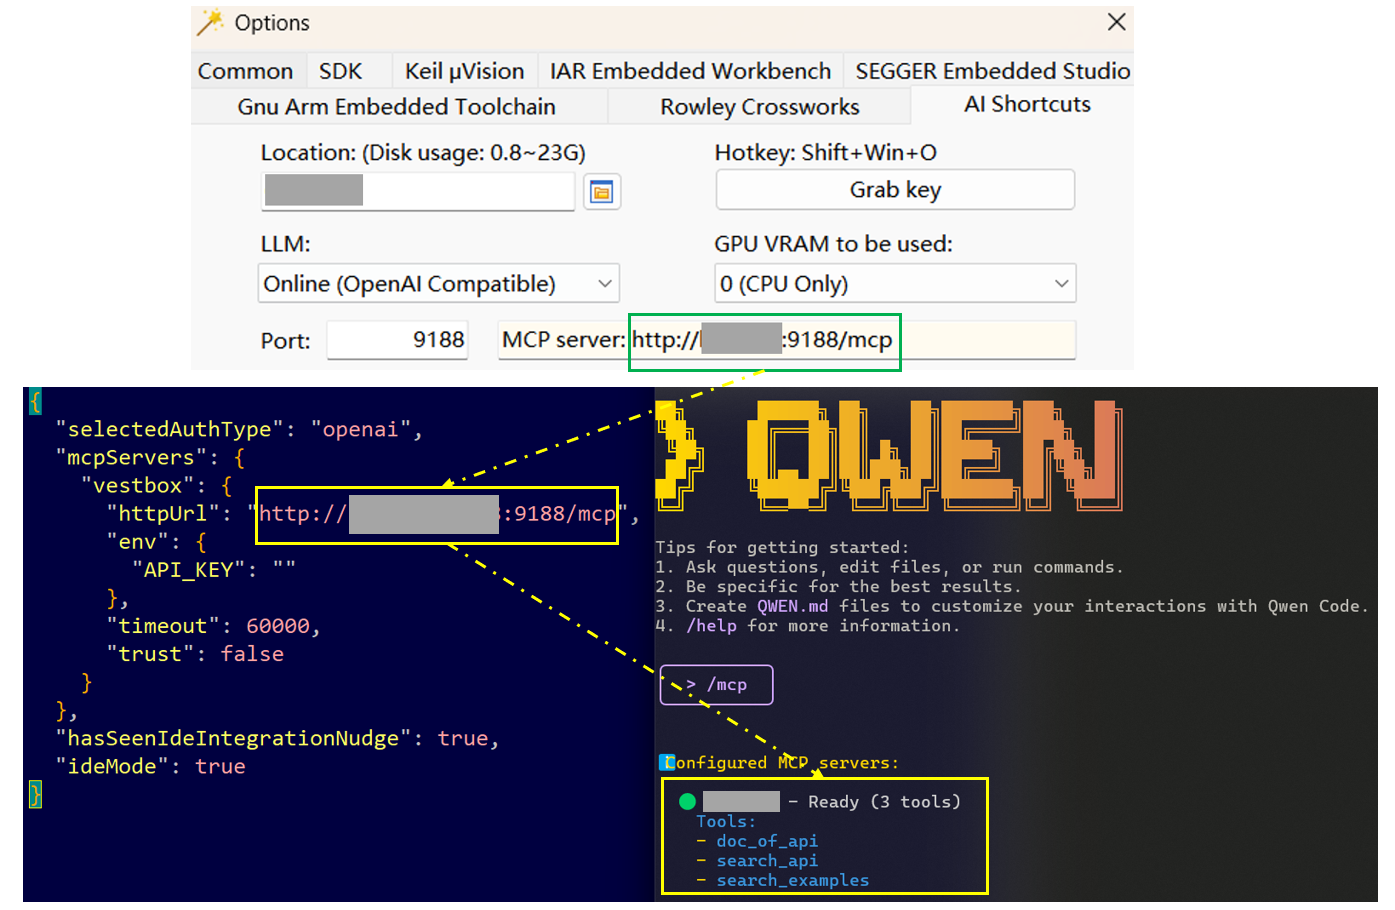 Options
Common SDK Keil µVision IAR Embedded Workbench SEGGER Embedded Studio
Gnu Arm Embedded Toolchain Rowley Crossworks AI Shortcuts
Location: (Disk usage: 0.8~23G) Hotkey: Shift+Win+O
Grab key
LLM: GPU VRAM to be used:
Online (OpenAI Compatible) 0 (CPU Only)
Port: 9188 MCP server: http:// :9188/mcp
{
"selectedAuthType": "openai",
"mcpServers": {
"vestbox": {
"httpUrl": "http:// :9188/mcp",
"env": {
"API_KEY": ""
},
"timeout": 60000,
"trust": false
}
},
"hasSeenIdeIntegrationNudge": true,
"ideMode": true
}
> QWEN
Tips for getting started:
1. Ask questions, edit files, or run commands.
2. Be specific for the best results.
3. Create QWEN.md files to customize your interactions with Qwen Code.
4. /help for more information.
> /mcp
Configured MCP servers:
- Ready (3 tools)
Tools:
- doc_of_api
- search_api
- search_examples